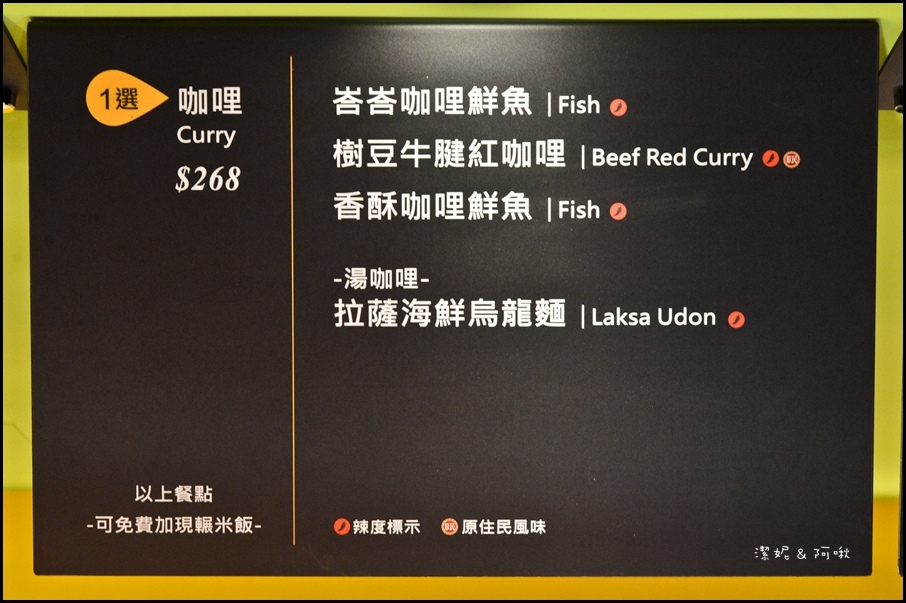 1選
咖哩
Curry
$268
峇峇咖哩鮮魚 | Fish
樹豆牛腱紅咖哩 | Beef Red Curry
香酥咖哩鮮魚 | Fish
-湯咖哩-
拉薩海鮮烏龍麵 | Laksa Udon
以上餐點
-可免費加現輾米飯-
辣度標示 原住民風味
潔妮 & 阿啾